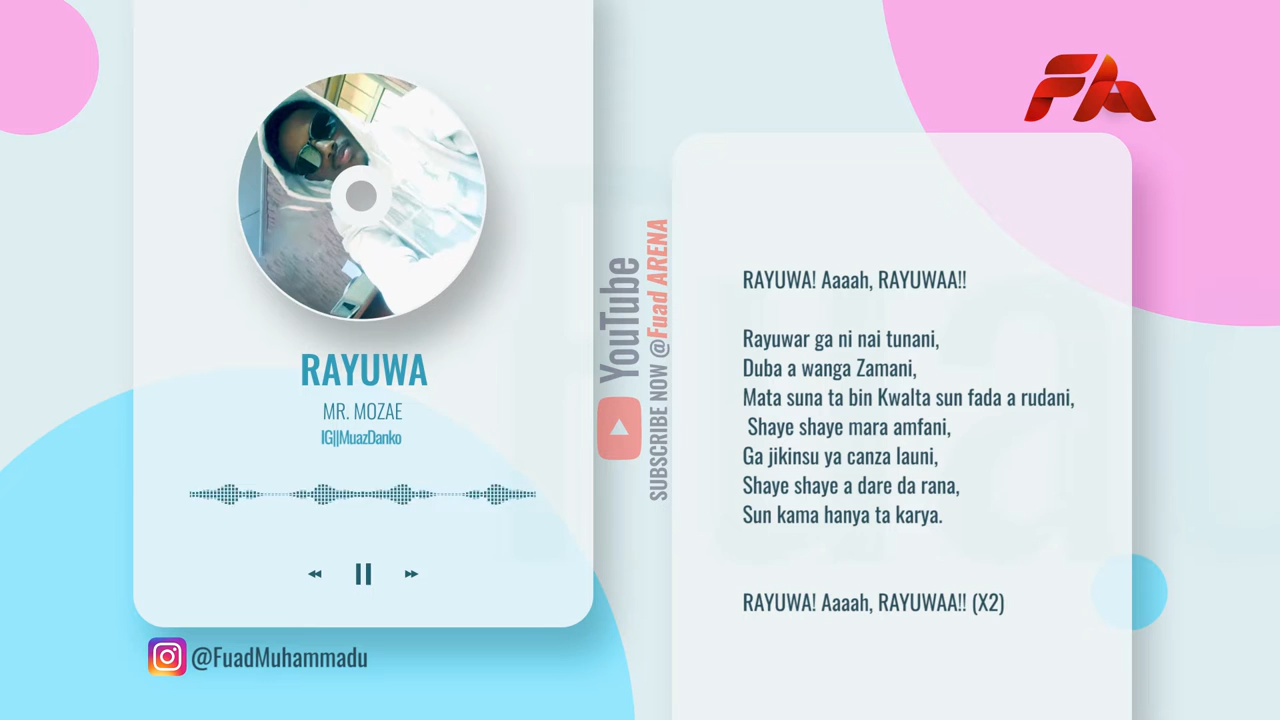 RAYUWA
MR. MOZAE
IG||MuazDanko
@FuadMuhammadu
YouTube
SUBSCRIBE NOW @Fuad ARENA
FA
RAYUWA! Aaaah, RAYUWAA!!
Rayuwar ga ni nai tunani,
Duba a wanga Zamani,
Mata suna ta bin Kwalta sun fada a rudani,
Shaye shaye mara amfani,
Ga jikinsu ya canza launi,
Shaye shaye a dare da rana,
Sun kama hanya ta karya.
RAYUWA! Aaaah, RAYUWAA!! (X2)